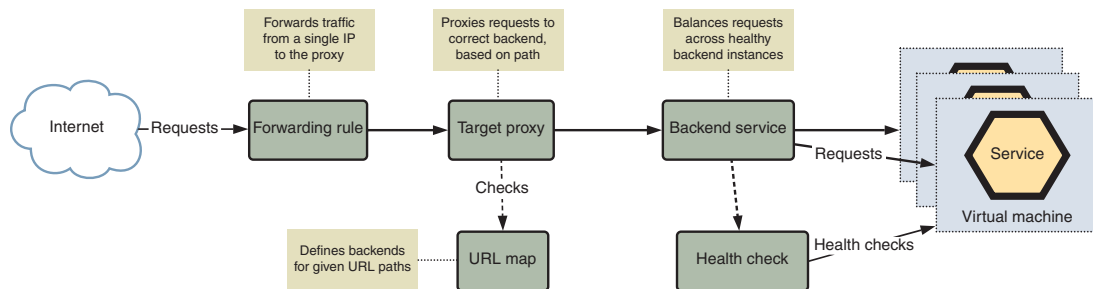 Forwards traffic
from a single IP
to the proxy
Proxies requests to
correct backend,
based on path
Balances requests
across healthy
backend instances
Internet
Requests
Forwarding rule
Target proxy
Backend service
Requests
Service
Virtual machine
Checks
Defines backends
for given URL paths
URL map
Health check
Health checks